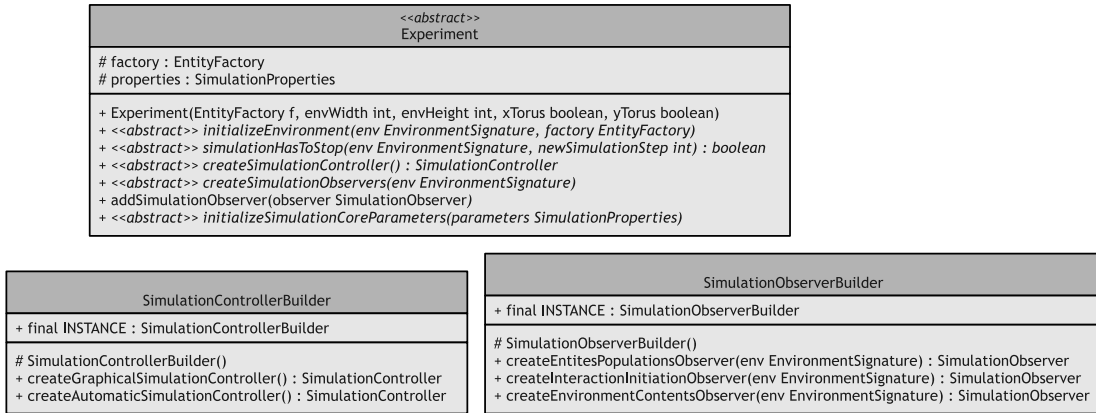 <<abstract>>
Experiment
# factory : EntityFactory
# properties : SimulationProperties
+ Experiment(EntityFactory f, envWidth int, envHeight int, xTorus boolean, yTorus boolean)
+ <<abstract>> initializeEnvironment(env EnvironmentSignature, factory EntityFactory)
+ <<abstract>> simulationHasToStop(env EnvironmentSignature, newSimulationStep int) : boolean
+ <<abstract>> createSimulationController() : SimulationController
+ <<abstract>> createSimulationObservers(env EnvironmentSignature)
+ addSimulationObserver(observer SimulationObserver)
+ <<abstract>> initializeSimulationCoreParameters(parameters SimulationProperties)
SimulationControllerBuilder
+ final INSTANCE : SimulationControllerBuilder
# SimulationControllerBuilder()
+ createGraphicalSimulationController() : SimulationController
+ createAutomaticSimulationController() : SimulationController
SimulationObserverBuilder
+ final INSTANCE : SimulationObserverBuilder
# SimulationObserverBuilder()
+ createEntitesPopulationsObserver(env EnvironmentSignature) : SimulationObserver
+ createInteractionInitiationObserver(env EnvironmentSignature) : SimulationObserver
+ createEnvironmentContentsObserver(env EnvironmentSignature) : SimulationObserver